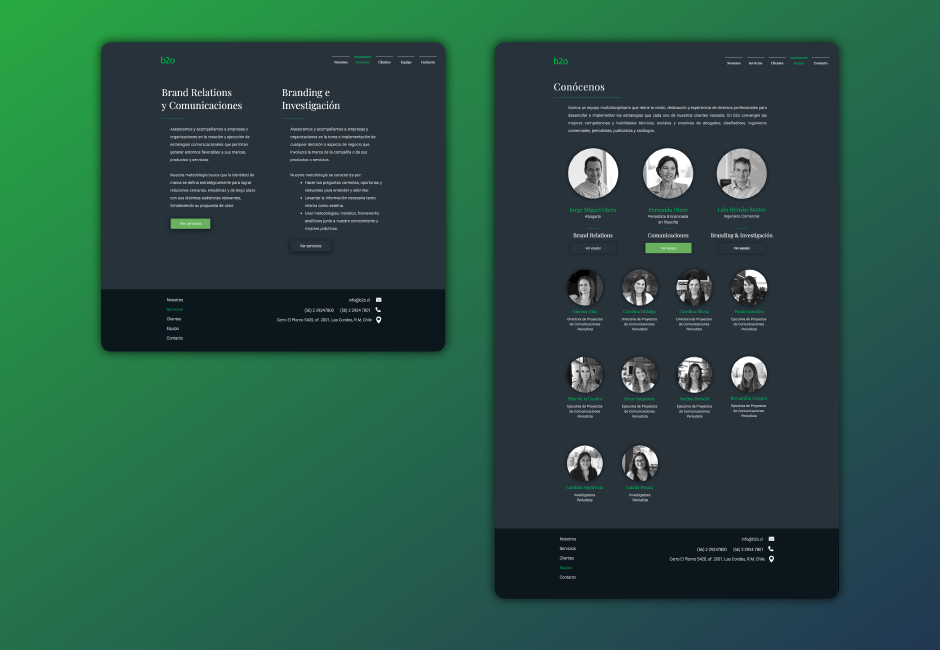 b2o
Nosotros
Servicios
Clientes
Equipo
Contacto
Brand Relations
y Comunicaciones
Asesoramos y acompañamos a empresas y
organizaciones en la creación y ejecución de
estrategias comunicacionales que permitan
generar entornos favorables a sus marcas,
productos y servicios.
Nuestra metodología busca que la identidad de
marca se defina estratégicamente para lograr
relaciones cercanas, empáticas y de largo plazo
con sus distintas audiencias relevantes,
fortaleciendo su propuesta de valor.
Ver servicios
Branding e
Investigación
Asesoramos y acompañamos a empresas y
organizaciones en la toma e implementación de
cualquier decisión o aspecto de negocio que
involucra la marca de la compañía o de sus
productos o servicios.
Nuestra metodología se caracteriza por:
Hacer las preguntas correctas, oportunas y
relevantes para entender y delimitar.
Levantar la información necesaria tanto
interna como externa.
Usar metodologías, modelos, frameworks
analíticos junto a nuestro conocimiento y
mejores prácticas.
Ver servicios
Nosotros
Servicios
Clientes
Equipo
Contacto
info@b2o.cl
(56) 2 29247800 (56) 2 2924 7801
Cerro El Plomo 5420, of. 2001, Las Condes, R.M, Chile
b2o
Nosotros
Servicios
Clientes
Equipo
Contacto
Conócenos
Somos un equipo multidisciplinario que reúne la visión, dedicación y experiencia de diversos profesionales para
desarrollar e implementar las estrategias que cada uno de nuestros clientes necesita. En b2o convergen las
mejores competencias y habilidades técnicas, sociales y creativas de abogados, diseñadores, ingenieros
comerciales, periodistas, publicistas y sicólogos.
Jorge Miguel Otero
Abogado
Brand Relations
Ver equipo
Fernanda Otero
Periodista & licenciada
en filosofía
Comunicaciones
Ver equipo
Luis Hernán Bustos
Ingeniero Comercial
Branding & Investigación
Ver equipo
Ximena Díaz
Directora de Proyectos
de Comunicaciones
Periodista
Carolina Hidalgo
Directora de Proyectos
de Comunicaciones
Periodista
Carolina Olivos
Directora de Proyectos
de Comunicaciones
Periodista
Paula González
Directora de Proyectos
de Comunicaciones
Periodista
Pilar de la Cuadra
Ejecutiva de Proyectos
de Comunicaciones
Periodista
Ejecutiva de Proyectos
de Comunicaciones
Periodista
Ejecutiva de Proyectos
de Comunicaciones
Periodista
Bernardita Vergara
Ejecutiva de Proyectos
de Comunicaciones
Periodista
Carolina Sepúlveda
Investigadora
Periodista
Camila
Investigadora
Periodista
Nosotros
Servicios
Clientes
Equipo
Contacto
info@b2o.cl
(56) 2 29247800 (56) 2 2924 7801
Cerro El Plomo 5420, of. 2001, Las Condes, R.M, Chile